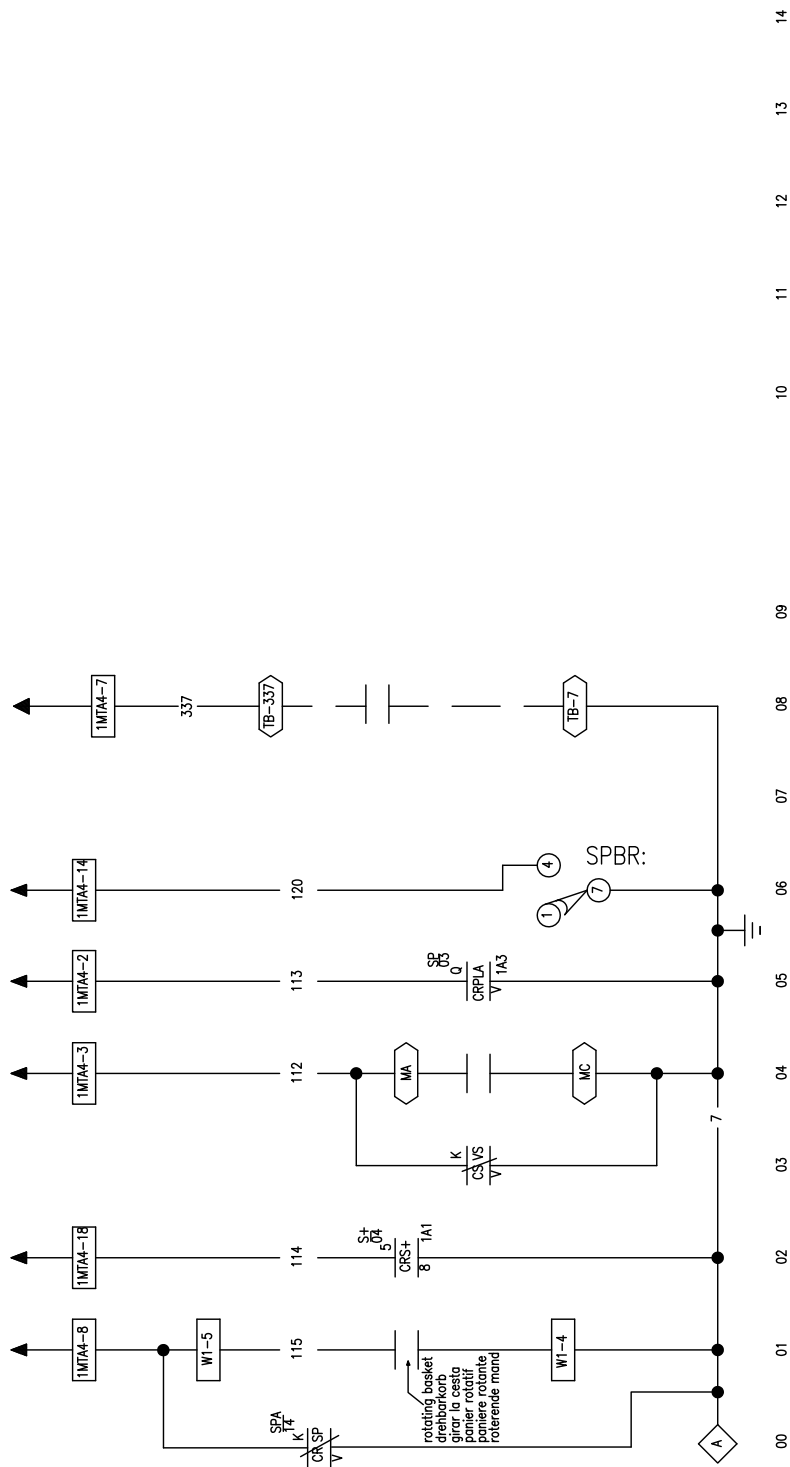 14
13
12
11
10
09
08
07
06
05
04
03
02
01
00
1MTA4-7
337
TB-337
TB-7
1MTA4-14
120
4
1
7
SPBR:
1MTA4-2
113
SP
03
Q
CRPLA
V
1A3
1MTA4-3
112
MA
MC
7
K
CS VS
V
1MTA4-18
114
S+
04
5
CRS+
8
1A1
1MTA4-8
W1-5
115
W1-4
rotating basket
drehbarkorb
girar la cesta
panier rotatif
paniere rotante
roterende mand
SPA
14
K
CR SP
V
A